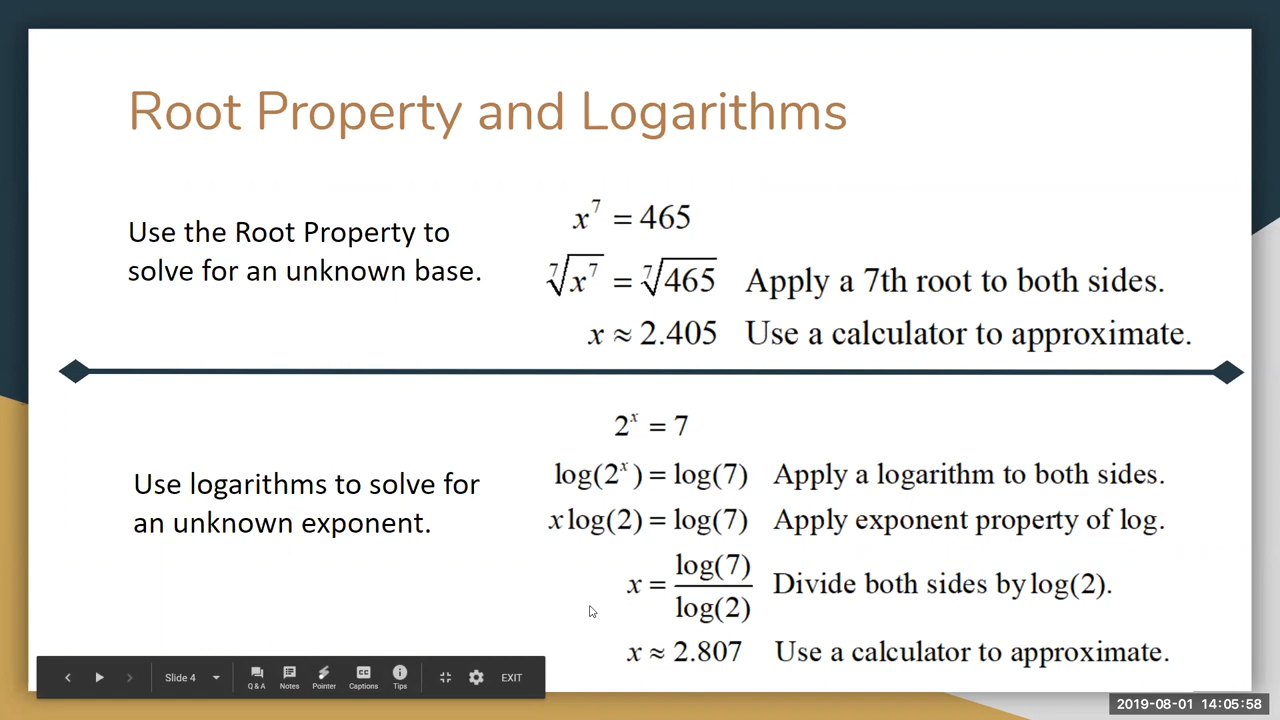 Root Property and Logarithms
Use the Root Property to
solve for an unknown base.
x⁷ = 465
⁷√x⁷ = ⁷√465 Apply a 7th root to both sides.
x ≈ 2.405 Use a calculator to approximate.
Use logarithms to solve for
an unknown exponent.
2ˣ = 7
log(2ˣ) = log(7) Apply a logarithm to both sides.
x log(2) = log(7) Apply exponent property of log.
x = log(7)/log(2) Divide both sides by log(2).
x ≈ 2.807 Use a calculator to approximate.
Slide 4 Q & A Notes Pointer Captions Tips EXIT
2019-08-01 14:05:58